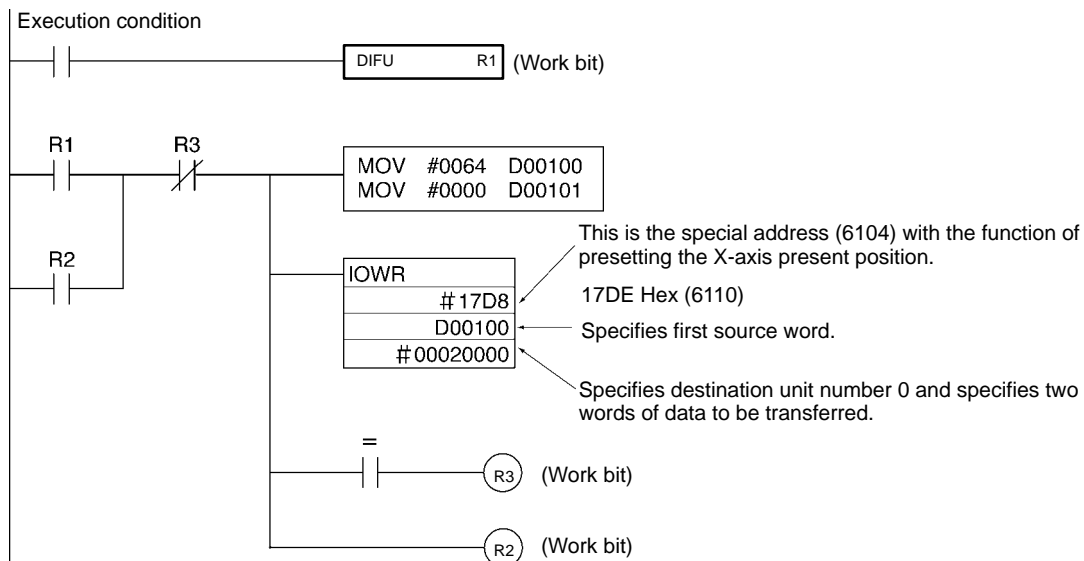 Execution condition
DIFU R1 (Work bit)
R1 R3
MOV #0064 D00100
MOV #0000 D00101
This is the special address (6104) with the function of
presetting the X-axis present position.
R2
IOWR
#17D8
17DE Hex (6110)
D00100
Specifies first source word.
#00020000
Specifies destination unit number 0 and specifies two
words of data to be transferred.
=
R3 (Work bit)
R2 (Work bit)